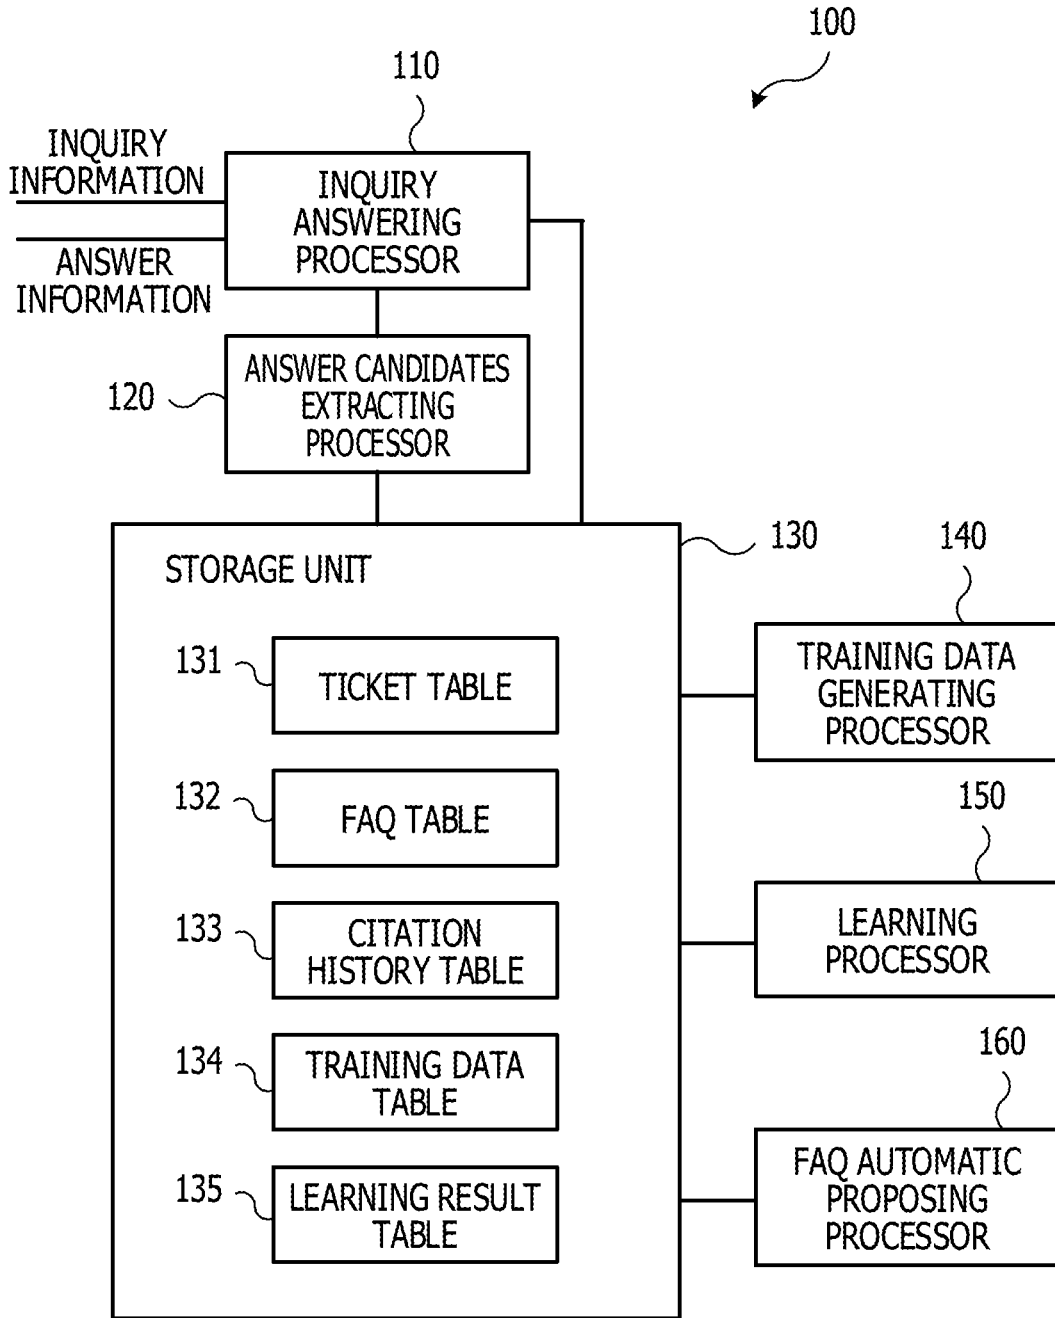 100
110
INQUIRY
INFORMATION
ANSWER
INFORMATION
INQUIRY
ANSWERING
PROCESSOR
120
ANSWER CANDIDATES
EXTRACTING
PROCESSOR
130
STORAGE UNIT
131
TICKET TABLE
132
FAQ TABLE
133
CITATION
HISTORY TABLE
134
TRAINING DATA
TABLE
135
LEARNING RESULT
TABLE
140
TRAINING DATA
GENERATING
PROCESSOR
150
LEARNING
PROCESSOR
160
FAQ AUTOMATIC
PROPOSING
PROCESSOR